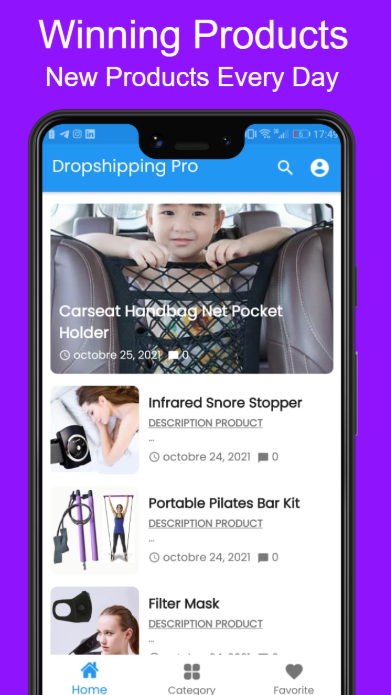 Winning Products
New Products Every Day
17:49
Dropshipping Pro
Carseat Handbag Net Pocket
Holder
octobre 25, 2021 0
Infrared Snore Stopper
DESCRIPTION PRODUCT
...
octobre 24, 2021 0
Portable Pilates Bar Kit
DESCRIPTION PRODUCT
...
octobre 24, 2021 0
Filter Mask
DESCRIPTION PRODUCT
...
Home Category Favorite